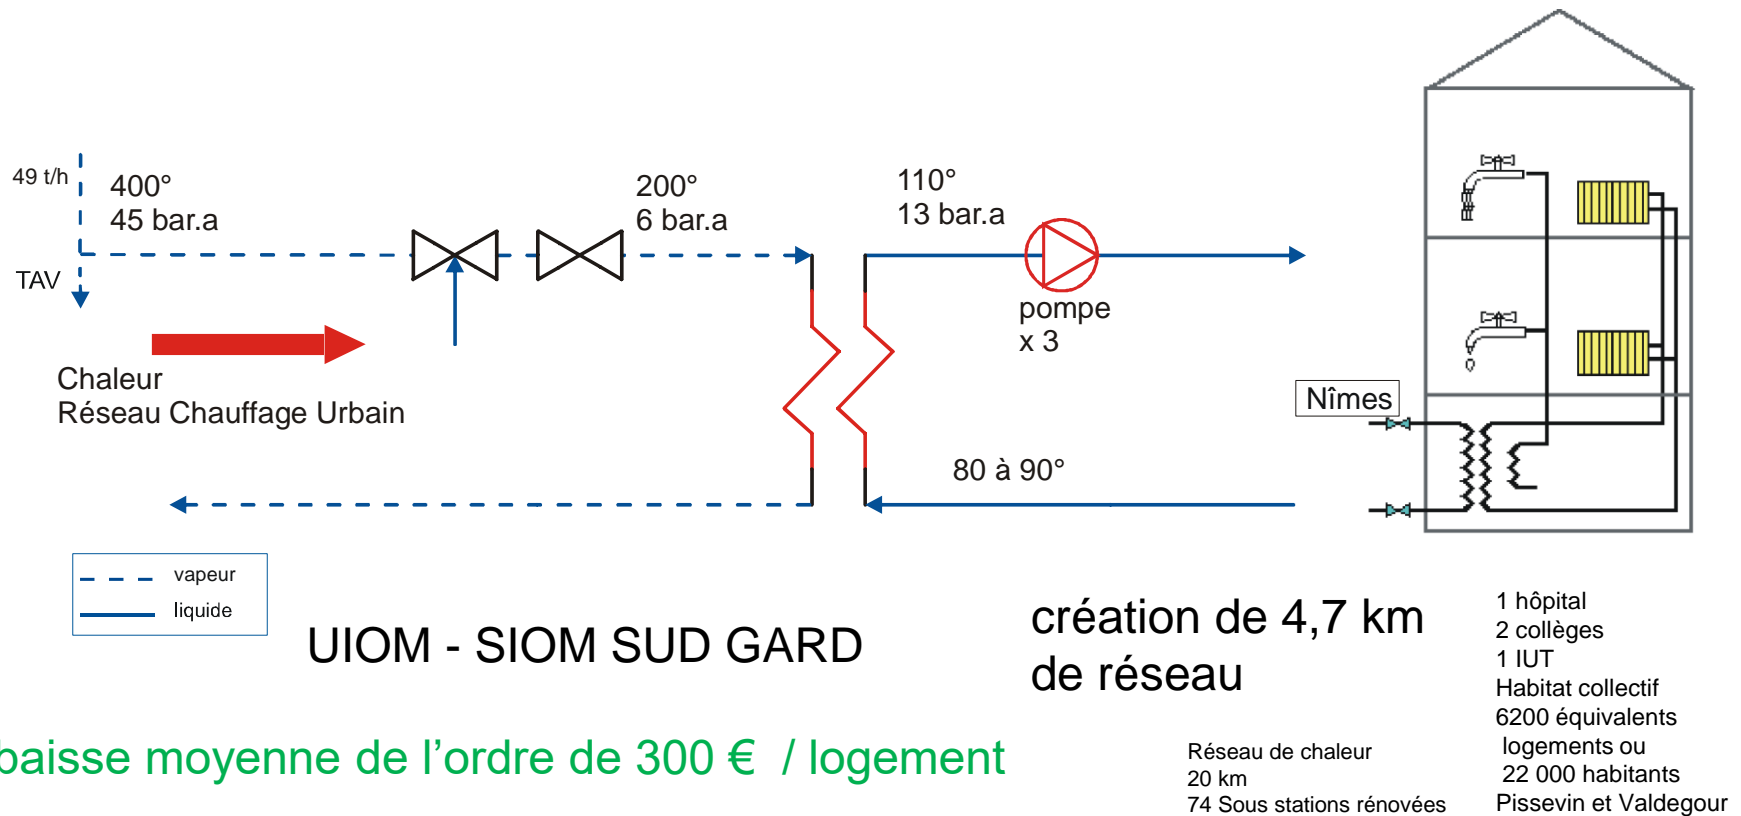 49 t/h
TAV
400°
45 bar.a
200°
6 bar.a
110°
13 bar.a
pompe
x 3
Chaleur
Réseau Chauffage Urbain
Nîmes
80 à 90°
vapeur
liquide
UIOM - SIOM SUD GARD
création de 4,7 km
de réseau
1 hôpital
2 collèges
1 IUT
Habitat collectif
6200 équivalents
logements ou
22 000 habitants
Pissevin et Valdegour
baisse moyenne de l’ordre de 300 € / logement
Réseau de chaleur
20 km
74 Sous stations rénovées